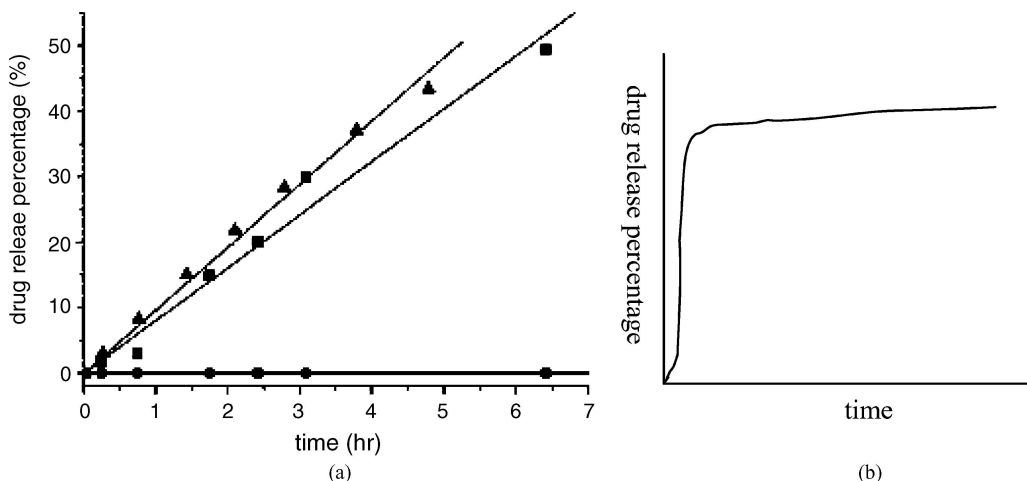 drug releae percentage (%)
50
40
30
20
10
0
0 1 2 3 4 5 6 7
time (hr)
(a)
drug release percentage
time
(b)